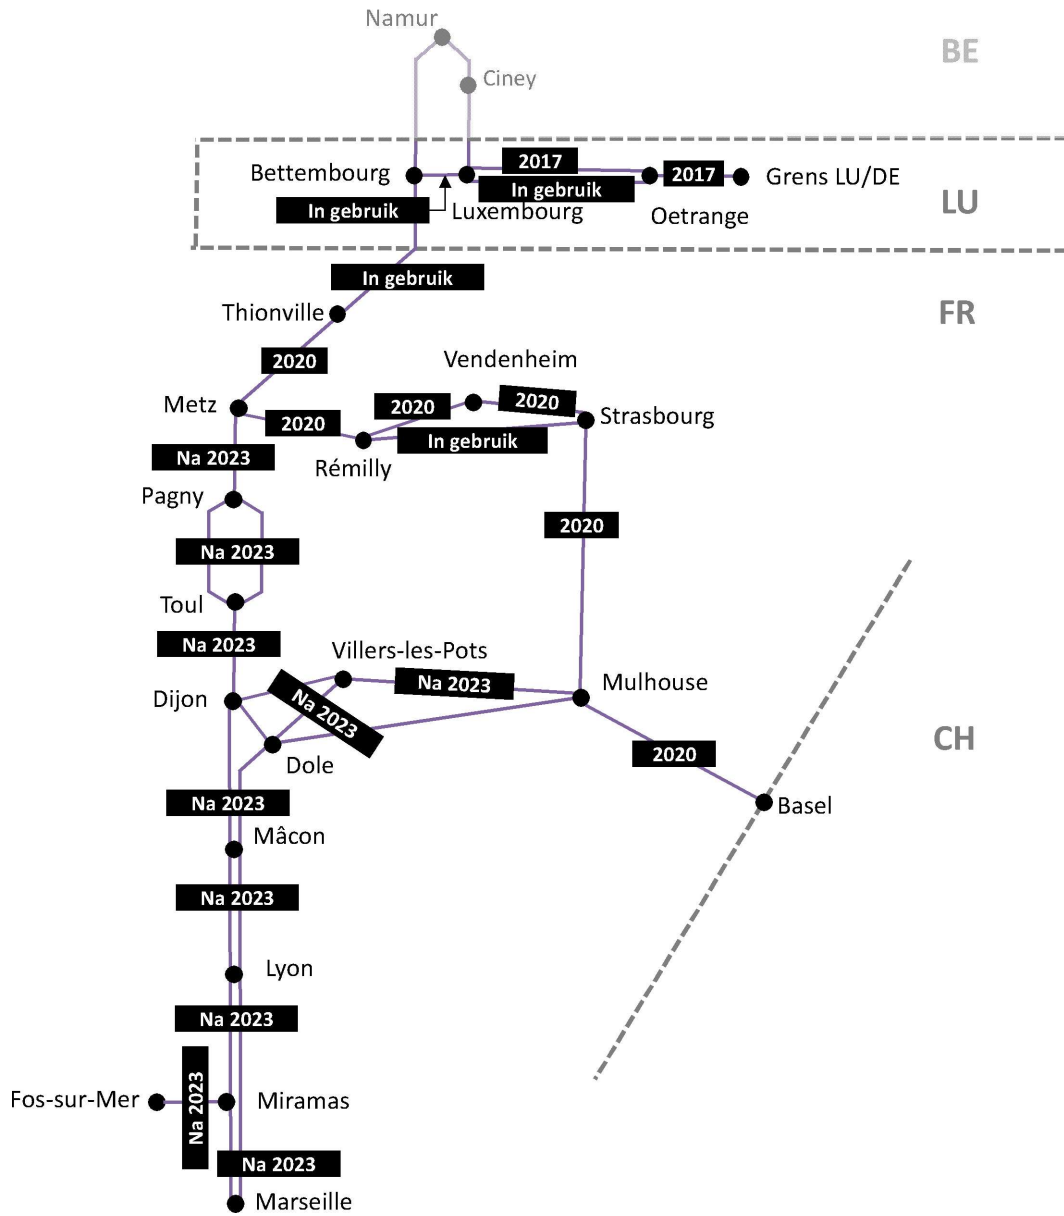 Namur
BE
Ciney
2017
Bettembourg
2017
Grens LU/DE
In gebruik
In gebruik
Luxembourg
Oetrange
LU
In gebruik
Thionville
FR
2020
Vendenheim
Metz
2020
2020
2020
Strasbourg
In gebruik
Na 2023
Rémilly
Pagny
2020
Na 2023
Toul
Na 2023
Villers-les-Pots
Na 2023
Mulhouse
Dijon
Na 2023
CH
2020
Dole
Na 2023
Basel
Mâcon
Na 2023
Lyon
Na 2023
Na 2023
Fos-sur-Mer
Miramas
Na 2023
Marseille